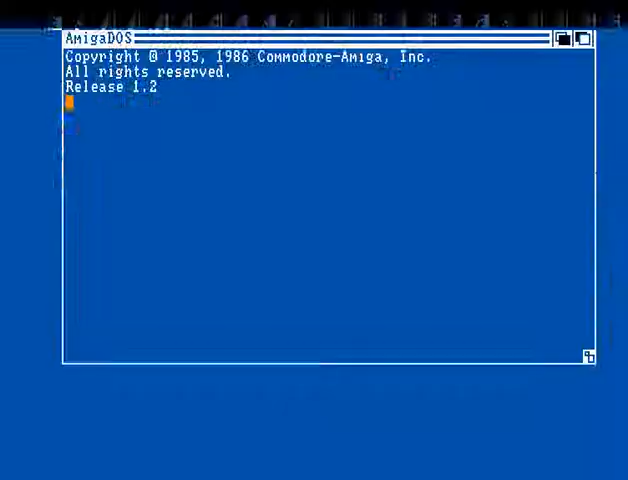 AmigaDOS
Copyright © 1985, 1986 Commodore-Amiga, Inc.
All rights reserved.
Release 1.2